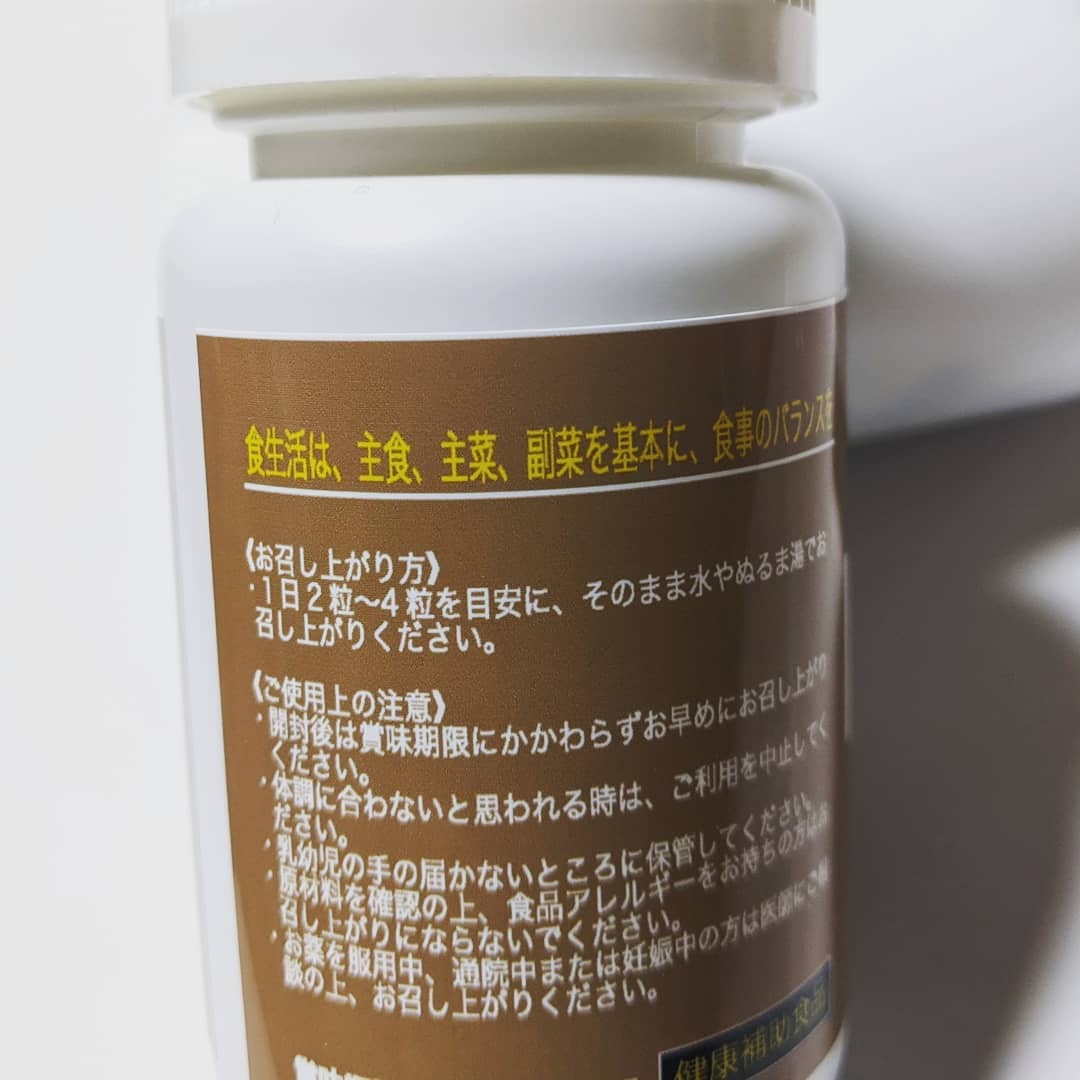 食生活は、主食、主菜、副菜を基本に、食事のバランスを
《お召し上がり方》
・1日2粒〜4粒を目安に、そのまま水やぬるま湯でお
召し上がりください。
《ご使用上の注意》
・開封後は賞味期限にかかわらずお早めにお召し上がり
ください。
・体調に合わないと思われる時は、ご利用を中止してく
ださい。
・乳幼児の手の届かないところに保管してください。
・原材料を確認の上、食品アレルギーをお持ちの方はお
召し上がりにならないでください。
・お薬を服用中、通院中または妊娠中の方は医師にご相
談の上、お召し上がりください。
健康補助食品